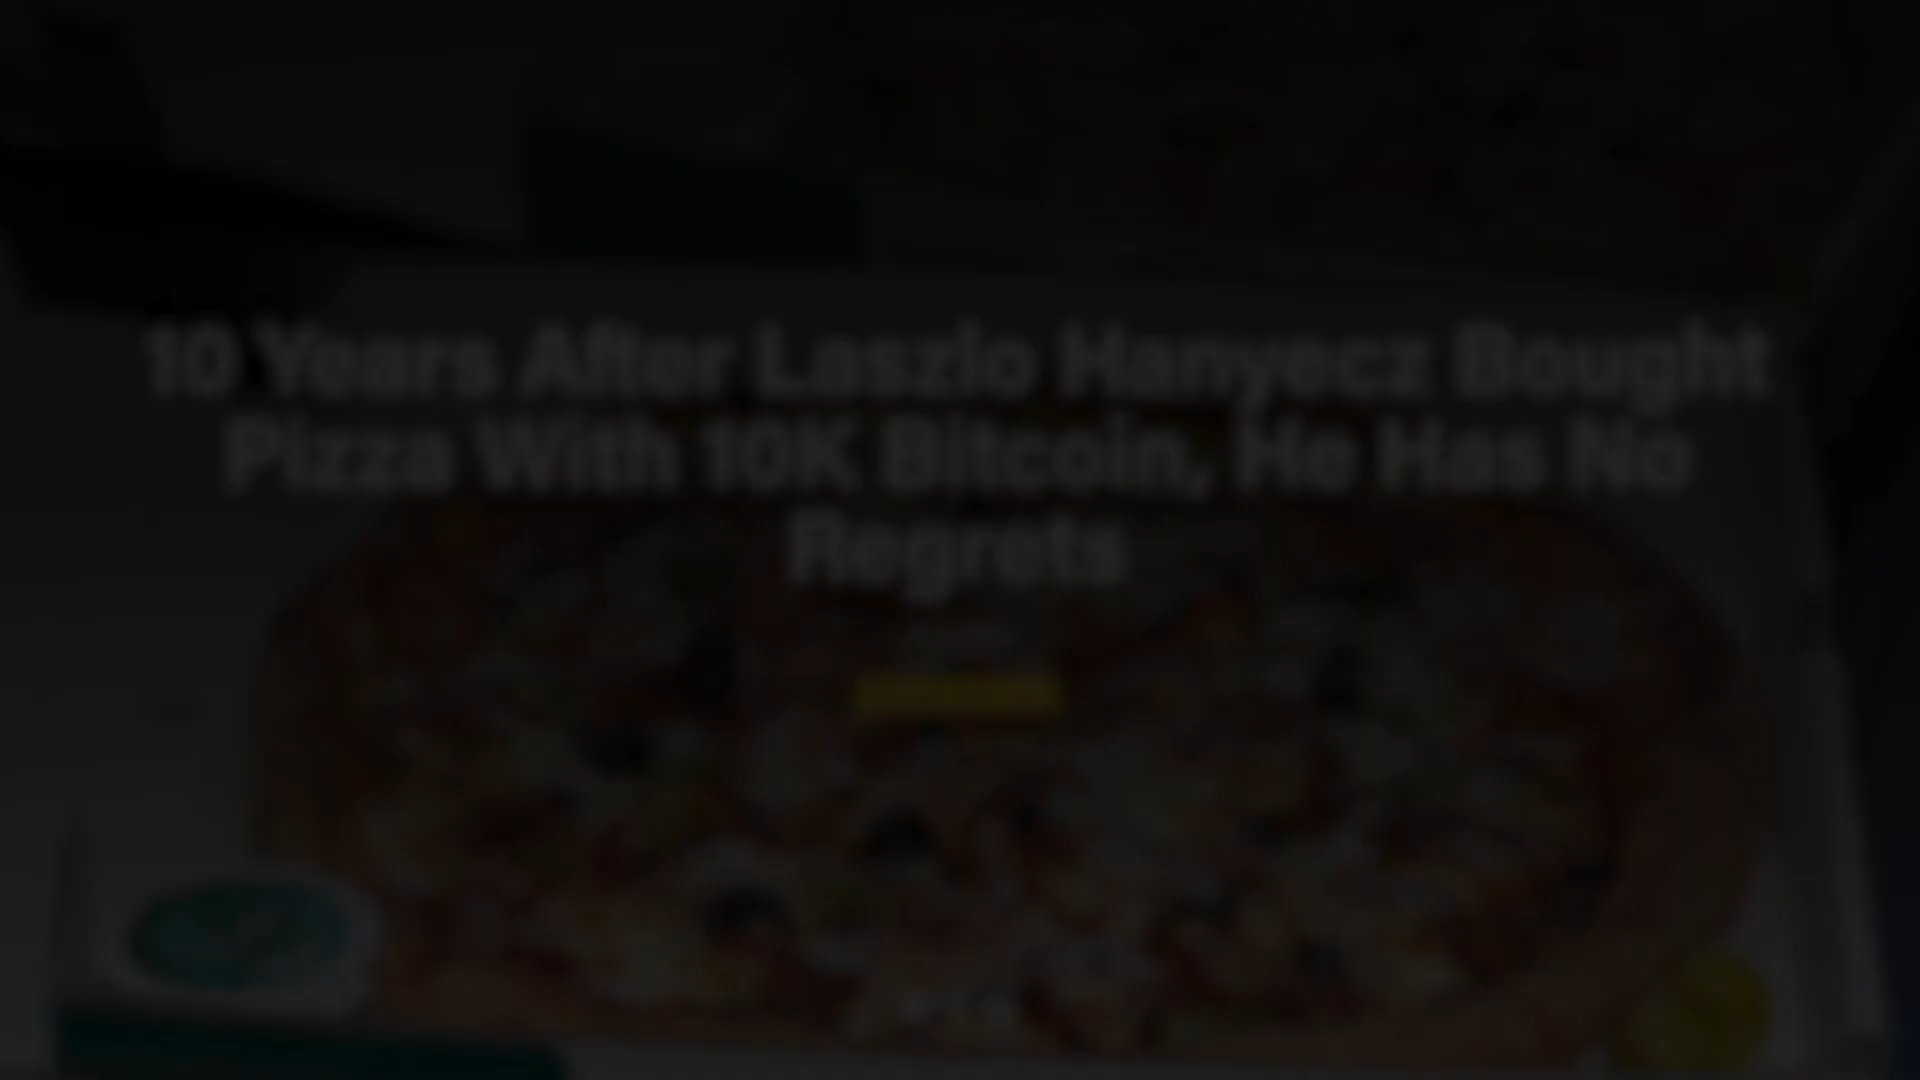 10 Years After Laszlo Hanyecz Bought
Pizza With 10K Bitcoin, He Has No
Regrets